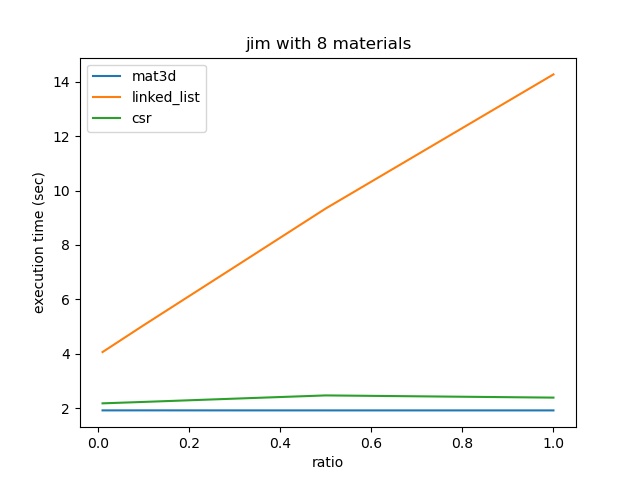 jim with 8 materials
mat3d
linked_list
csr
execution time (sec)
14
12
10
8
6
4
2
0.0 0.2 0.4 0.6 0.8 1.0
ratio